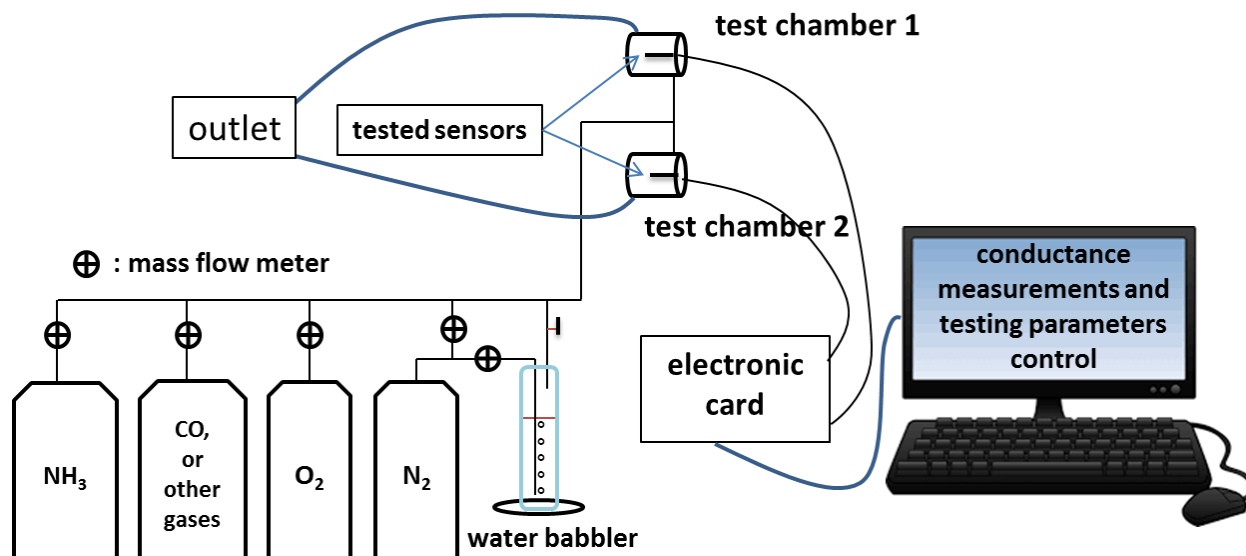 test chamber 1
outlet
tested sensors
test chamber 2
: mass flow meter
conductance
measurements and
testing parameters
control
electronic
card
NH₃
CO,
or
other
gases
O₂
N₂
water babbler